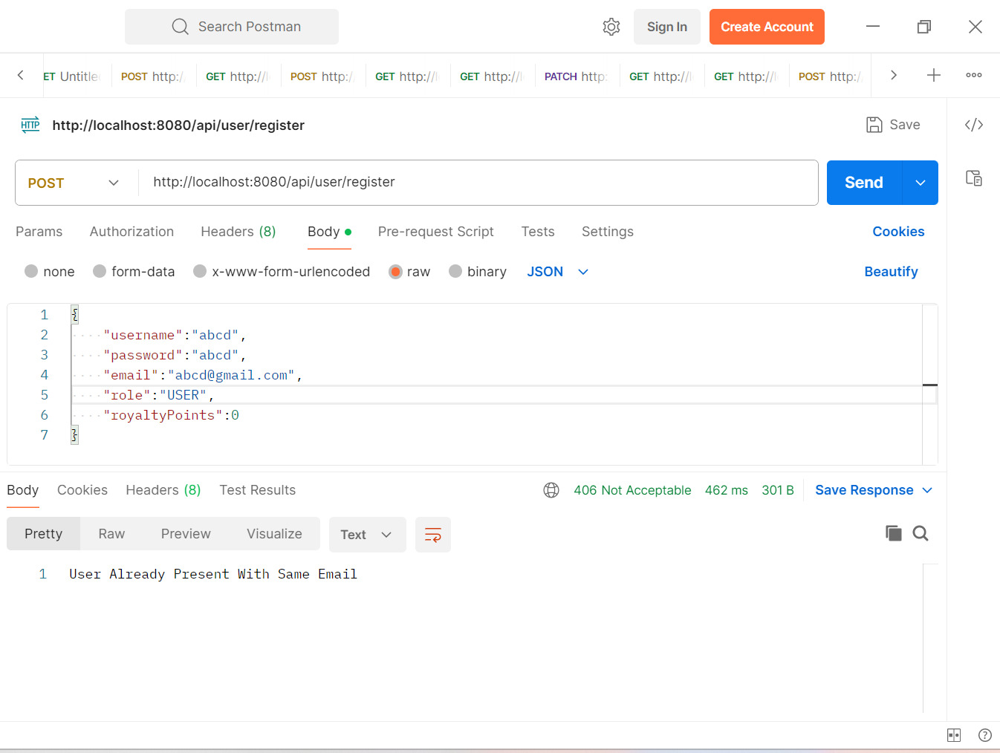 Search Postman
Sign In
Create Account
ET Untitle
POST http:/
GET http://
POST http:/
GET http://
GET http://
PATCH http:
GET http://
GET http://
POST http:/
HTTP http://localhost:8080/api/user/register
Save
</>
POST http://localhost:8080/api/user/register
Send
Params Authorization Headers (8) Body Pre-request Script Tests Settings Cookies
none form-data x-www-form-urlencoded raw binary JSON Beautify
1 {
2 "username":"abcd",
3 "password":"abcd",
4 "email":"abcd@gmail.com",
5 "role":"USER",
6 "royaltyPoints":0
7 }
Body Cookies Headers (8) Test Results 406 Not Acceptable 462 ms 301 B Save Response
Pretty Raw Preview Visualize Text
1 User Already Present With Same Email